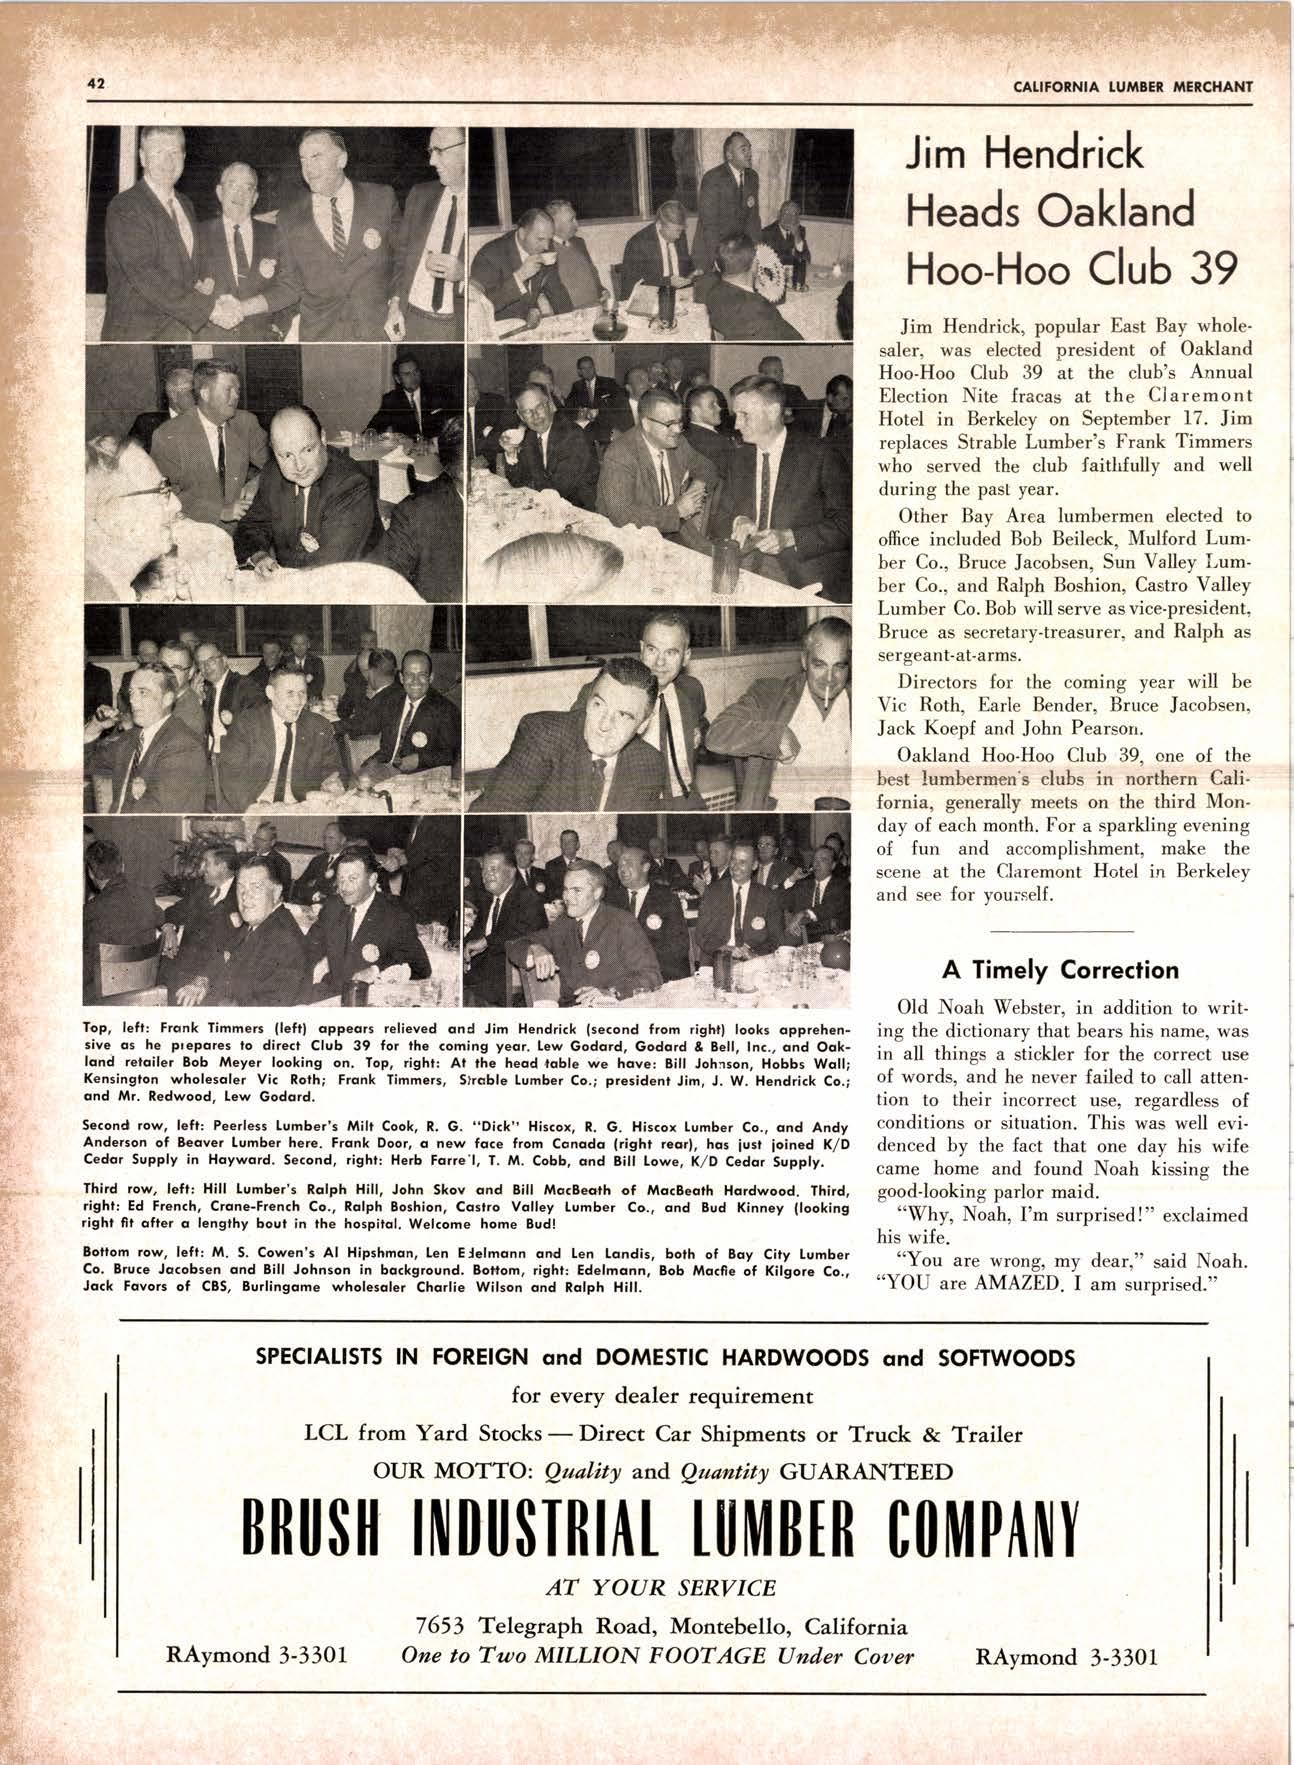 42
CALIFORNIA LUMBER MERCHANT
Jim Hendrick
Heads Oakland
Hoo-Hoo Club 39
Jim Hendrick, popular East Bay whole-
saler, was elected president of Oakland
Hoo-Hoo Club 39 at the club's Annual
Election Nite fracas at the Claremont
Hotel in Berkeley on September 17. Jim
replaces Strable Lumber's Frank Timmers
who served the club faithfully and well
during the past year.
Other Bay Area lumbermen elected to
office included Bob Beileck, Mulford Lum-
ber Co., Bruce Jacobsen, Sun Valley Lum-
ber Co., and Ralph Boshion, Castro Valley
Lumber Co. Bob will serve as vice-president,
Bruce as secretary-treasurer, and Ralph as
sergeant-at-arms.
Directors for the coming year will be
Vic Roth, Earle Bender, Bruce Jacobsen,
Jack Koepf and John Pearson.
Oakland Hoo-Hoo Club 39, one of the
best lumbermen's clubs in northern Cali-
fornia, generally meets on the third Mon-
day of each month. For a sparkling evening
of fun and accomplishment, make the
scene at the Claremont Hotel in Berkeley
and see for yourself.
A Timely Correction
Old Noah Webster, in addition to writ-
ing the dictionary that bears his name, was
in all things a stickler for the correct use
of words, and he never failed to call atten-
tion to their incorrect use, regardless of
conditions or situation. This was well evi-
denced by the fact that one day his wife
came home and found Noah kissing the
good-looking parlor maid.
"Why, Noah, I'm surprised!" exclaimed
his wife.
"You are wrong, my dear," said Noah.
"YOU are AMAZED. I am surprised."
Top, left: Frank Timmers (left) appears relieved and Jim Hendrick (second from right) looks apprehen-
sive as he prepares to direct Club 39 for the coming year. Lew Godard, Godard & Bell, Inc., and Oak-
land retailer Bob Meyer looking on. Top, right: At the head table we have: Bill Johnson, Hobbs Wall;
Kensington wholesaler Vic Roth; Frank Timmers, Strable Lumber Co.; president Jim, J. W. Hendrick Co.;
and Mr. Redwood, Lew Godard.
Second row, left: Peerless Lumber's Milt Cook, R. G. "Dick" Hiscox, R. G. Hiscox Lumber Co., and Andy
Anderson of Beaver Lumber here. Frank Door, a new face from Canada (right rear), has just joined K/D
Cedar Supply in Hayward. Second, right: Herb Farrell, T. M. Cobb, and Bill Lowe, K/D Cedar Supply.
Third row, left: Hill Lumber's Ralph Hill, John Skov and Bill MacBeath of MacBeath Hardwood. Third,
right: Ed French, Crane-French Co., Ralph Boshion, Castro Valley Lumber Co., and Bud Kinney (looking
right fit after a lengthy bout in the hospital. Welcome home Bud!
Bottom row, left: M. S. Cowen's Al Hipshman, Len Edelmann and Len Landis, both of Bay City Lumber
Co. Bruce Jacobsen and Bill Johnson in background. Bottom, right: Edelmann, Bob Macfie of Kilgore Co.,
Jack Favors of CBS, Burlingame wholesaler Charlie Wilson and Ralph Hill.
SPECIALISTS IN FOREIGN and DOMESTIC HARDWOODS and SOFTWOODS
for every dealer requirement
LCL from Yard Stocks — Direct Car Shipments or Truck & Trailer
OUR MOTTO: Quality and Quantity GUARANTEED
BRUSH INDUSTRIAL LUMBER COMPANY
AT YOUR SERVICE
7653 Telegraph Road, Montebello, California
RAymond 3-3301 One to Two MILLION FOOTAGE Under Cover RAymond 3-3301